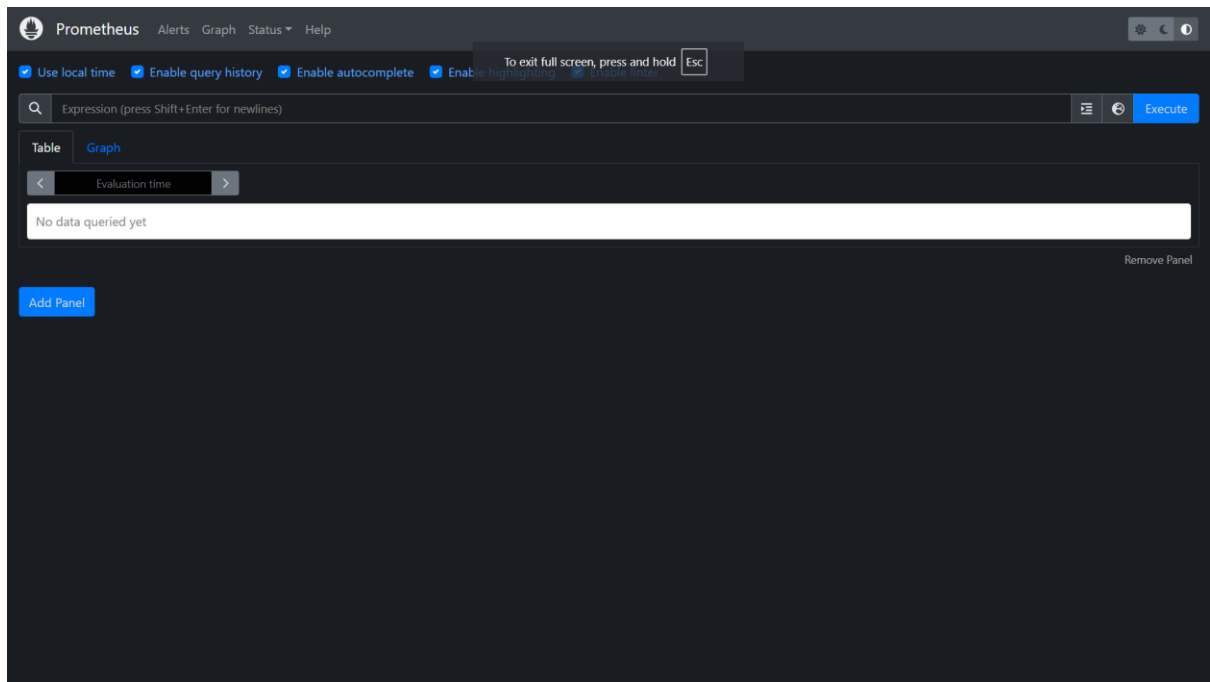 Prometheus Alerts Graph Status Help
To exit full screen, press and hold Esc
Use local time Enable query history Enable autocomplete Enable highlighting Enable linter
Expression (press Shift+Enter for newlines) Execute
Table Graph
Evaluation time
No data queried yet
Remove Panel
Add Panel